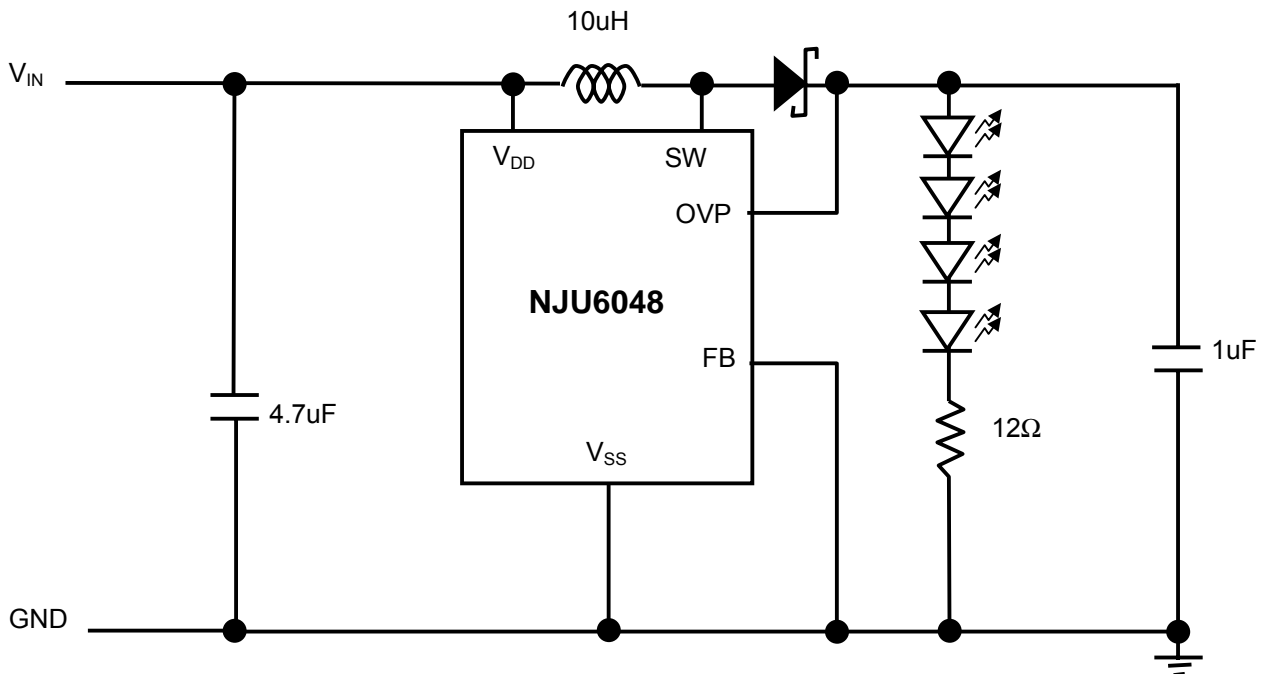 10uH
VIN
VDD
SW
OVP
NJU6048
FB
1uF
4.7uF
12Ω
VSS
GND